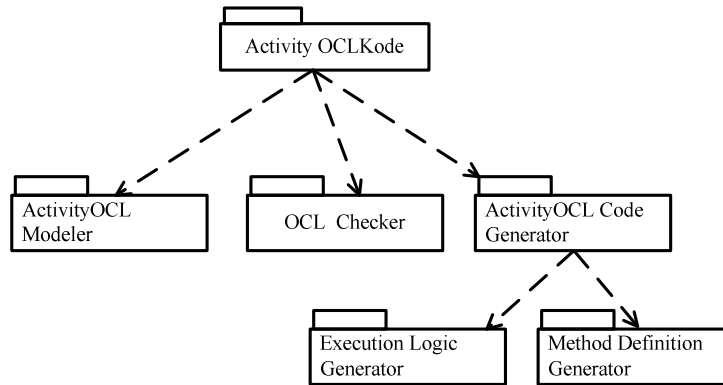 Activity OCLKode
ActivityOCL
Modeler
OCL Checker
ActivityOCL Code
Generator
Execution Logic
Generator
Method Definition
Generator